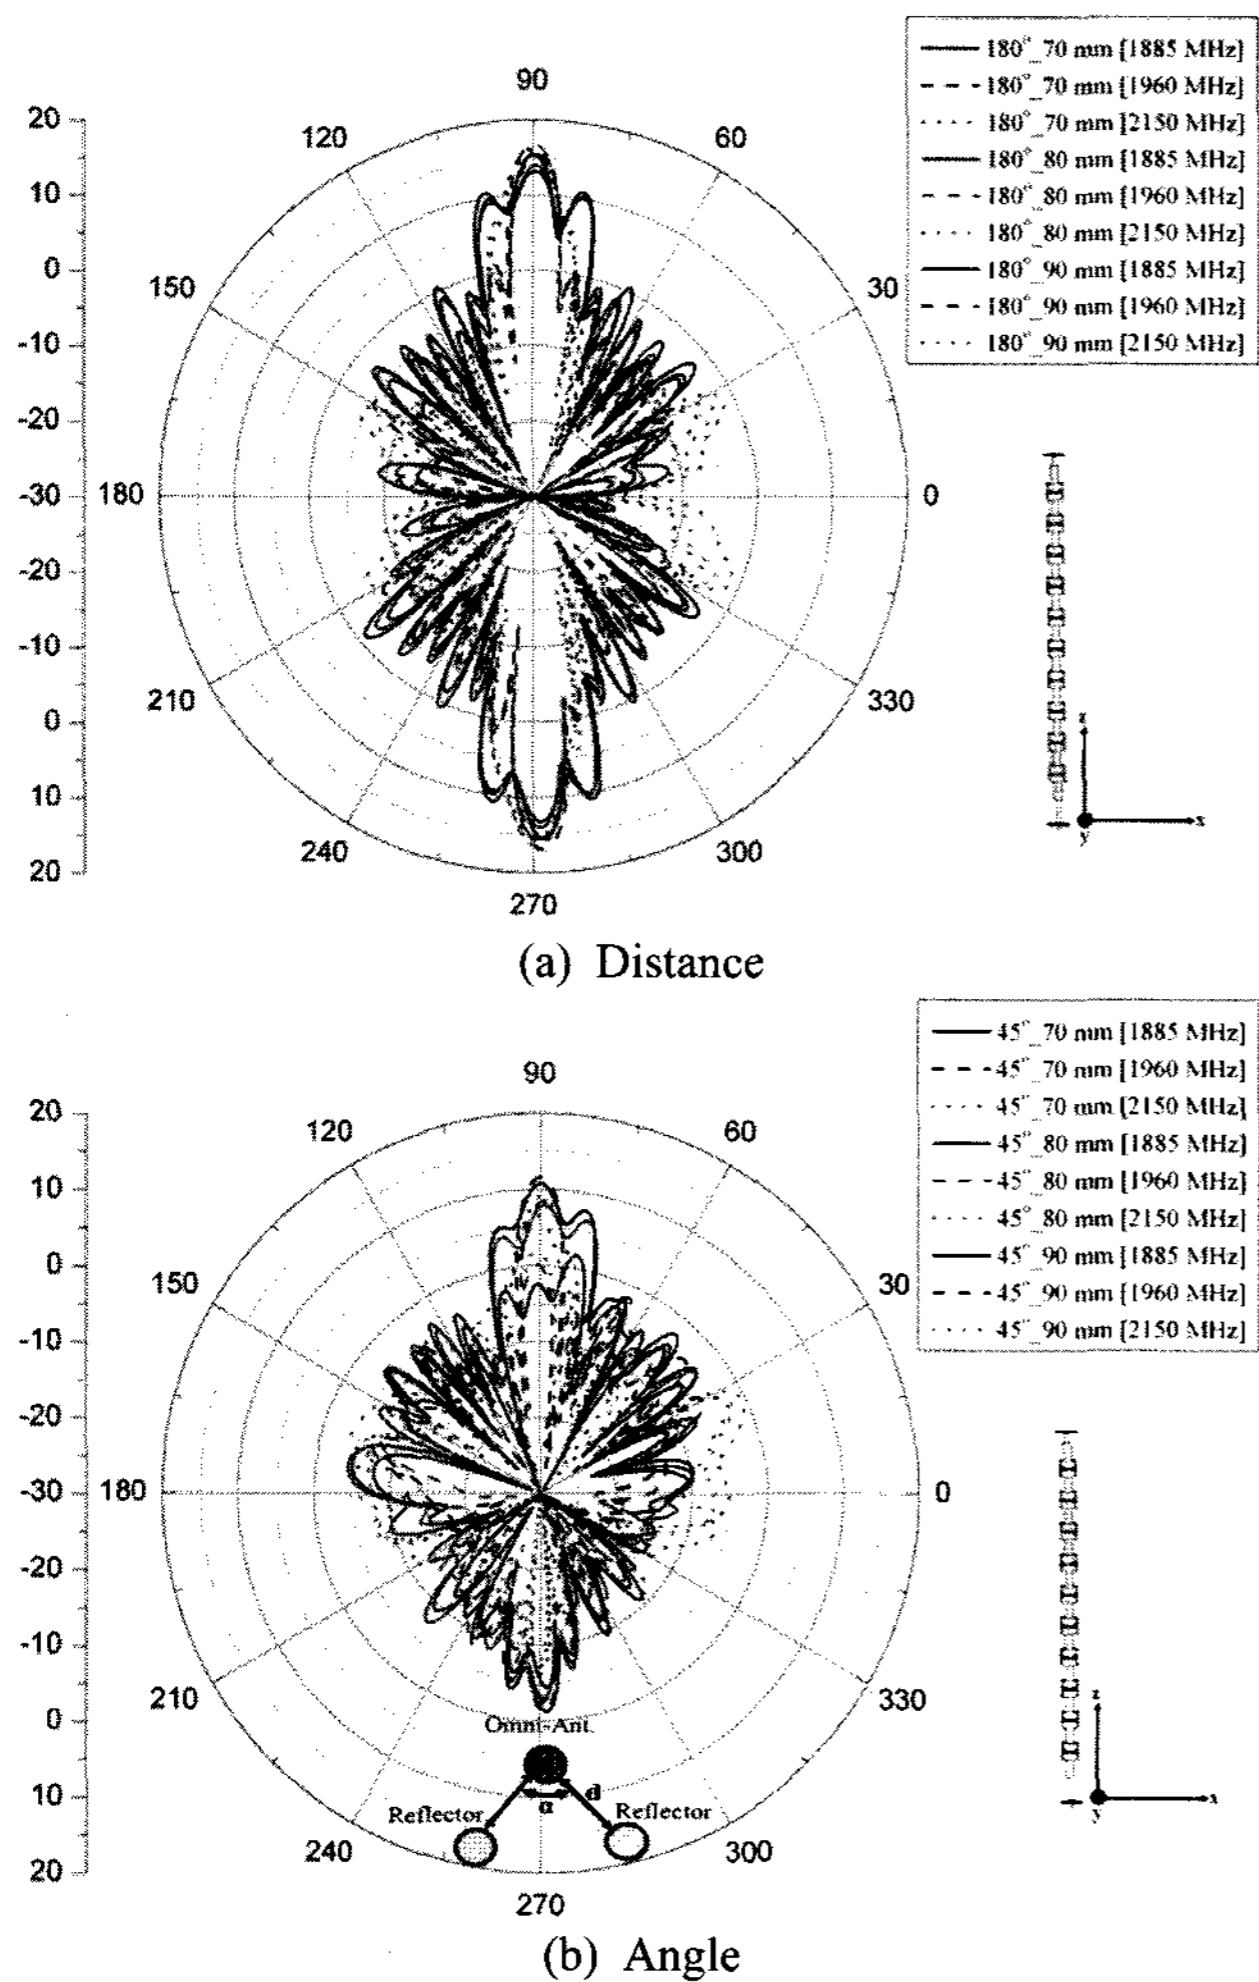 180°_70 mm [1885 MHz]
180°_70 mm [1960 MHz]
180°_70 mm [2150 MHz]
180°_80 mm [1885 MHz]
180°_80 mm [1960 MHz]
180°_80 mm [2150 MHz]
180°_90 mm [1885 MHz]
180°_90 mm [1960 MHz]
180°_90 mm [2150 MHz]
90
20
120
60
10
0
150
30
-10
-20
-30
180
0
-20
-10
210
330
0
z
10
x
y
240
300
20
270
(a) Distance
45°_70 mm [1885 MHz]
45°_70 mm [1960 MHz]
45°_70 mm [2150 MHz]
45°_80 mm [1885 MHz]
45°_80 mm [1960 MHz]
45°_80 mm [2150 MHz]
45°_90 mm [1885 MHz]
45°_90 mm [1960 MHz]
45°_90 mm [2150 MHz]
90
20
120
60
10
0
150
30
-10
-20
-30
180
0
-20
-10
210
330
z
0
Omni-Ant.
10
d
x
α
y
Reflector
Reflector
240
300
20
270
(b) Angle